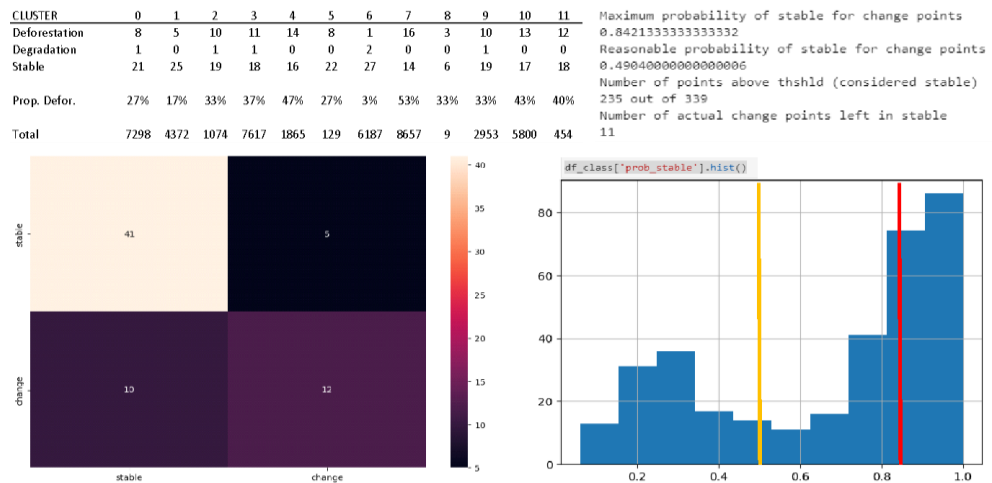 CLUSTER 0 1 2 3 4 5 6 7 8 9 10 11
Deforestation 8 5 10 11 14 8 1 16 3 10 13 12
Degradation 1 0 1 1 0 0 2 0 0 1 0 0
Stable 21 25 19 18 16 22 27 14 6 19 17 18
Prop. Defor. 27% 17% 33% 37% 47% 27% 3% 53% 33% 33% 43% 40%
Total 7298 4372 1074 7617 1865 129 6187 8657 9 2953 5800 454
Maximum probability of stable for change points
0.8421333333333332
Reasonable probability of stable for change points
0.49040000000000006
Number of points above thshld (considered stable)
235 out of 339
Number of actual change points left in stable
11
stable
change
41
5
10
12
stable
change
40
35
30
25
20
15
10
5
df_class['prob_stable'].hist()
80
60
40
20
0
0.2
0.4
0.6
0.8
1.0